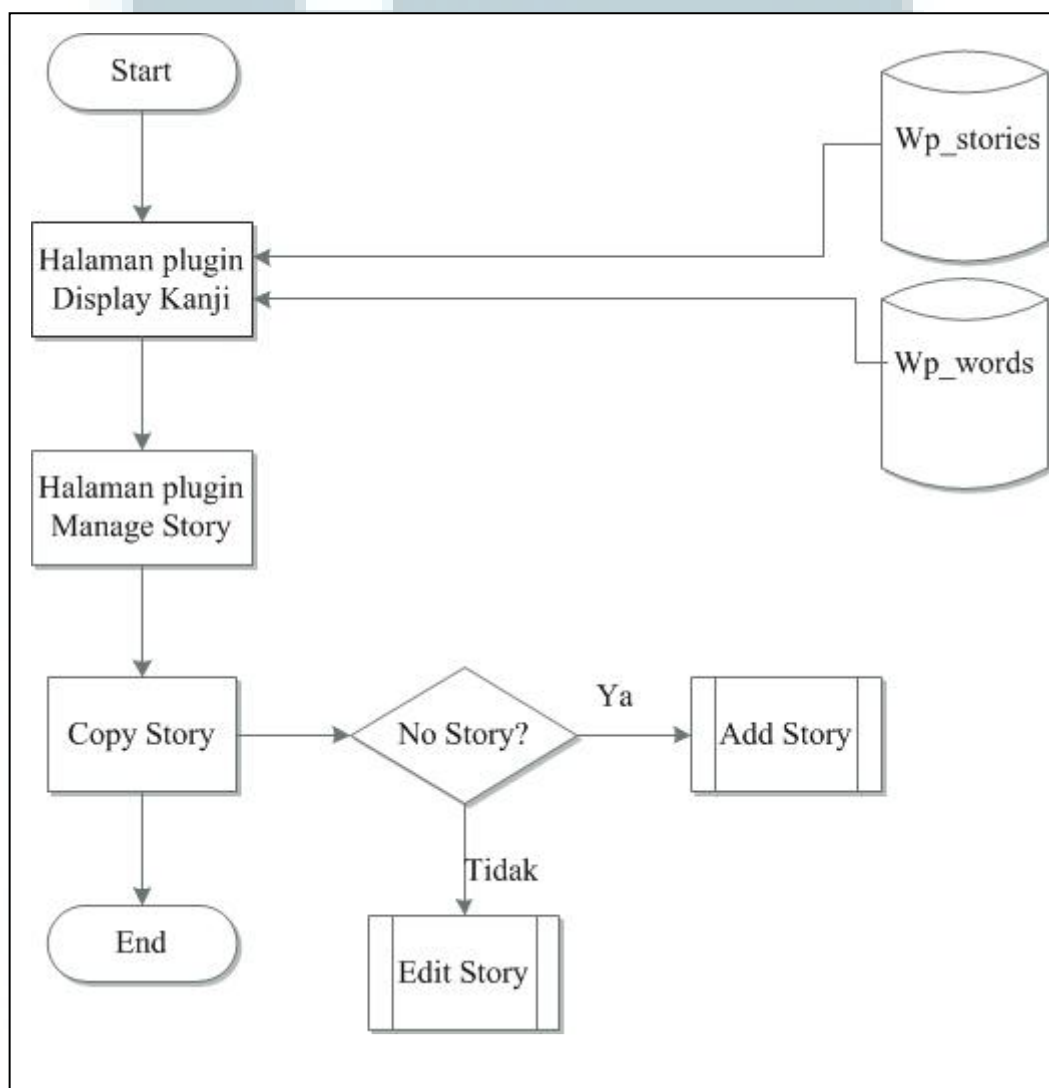 Start
Wp_stories
Halaman plugin
Display Kanji
Wp_words
Halaman plugin
Manage Story
Copy Story
No Story?
Ya
Add Story
Tidak
End
Edit Story